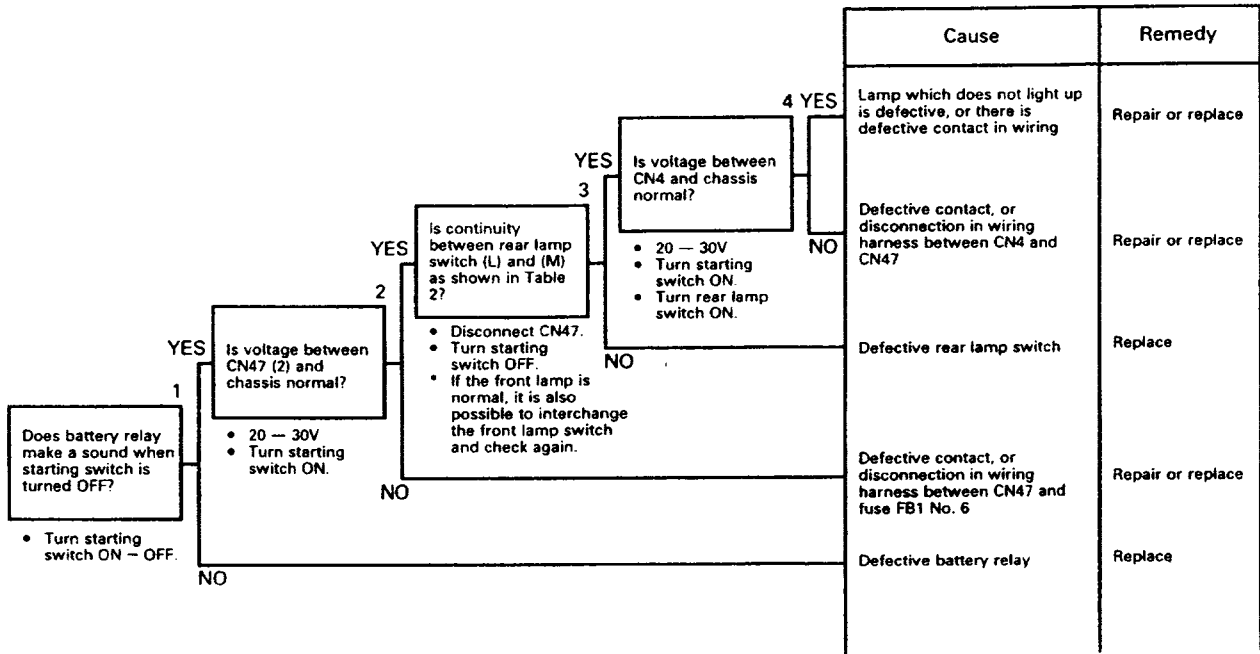 Cause
Remedy
4 YES
Lamp which does not light up
is defective, or there is
defective contact in wiring
Repair or replace
YES
3
Is voltage between
CN4 and chassis
normal?
• 20 — 30V
• Turn starting
switch ON.
• Turn rear lamp
switch ON.
NO
Defective contact, or
disconnection in wiring
harness between CN4 and
CN47
Repair or replace
YES
2
Is continuity
between rear lamp
switch (L) and (M)
as shown in Table
2?
• Disconnect CN47.
• Turn starting
switch OFF.
* If the front lamp is
normal, it is also
possible to interchange
the front lamp switch
and check again.
NO
Defective rear lamp switch
Replace
YES
1
Is voltage between
CN47 (2) and
chassis normal?
• 20 — 30V
• Turn starting
switch ON.
NO
Defective contact, or
disconnection in wiring
harness between CN47 and
fuse FB1 No. 6
Repair or replace
Does battery relay
make a sound when
starting switch is
turned OFF?
• Turn starting
switch ON — OFF.
NO
Defective battery relay
Replace